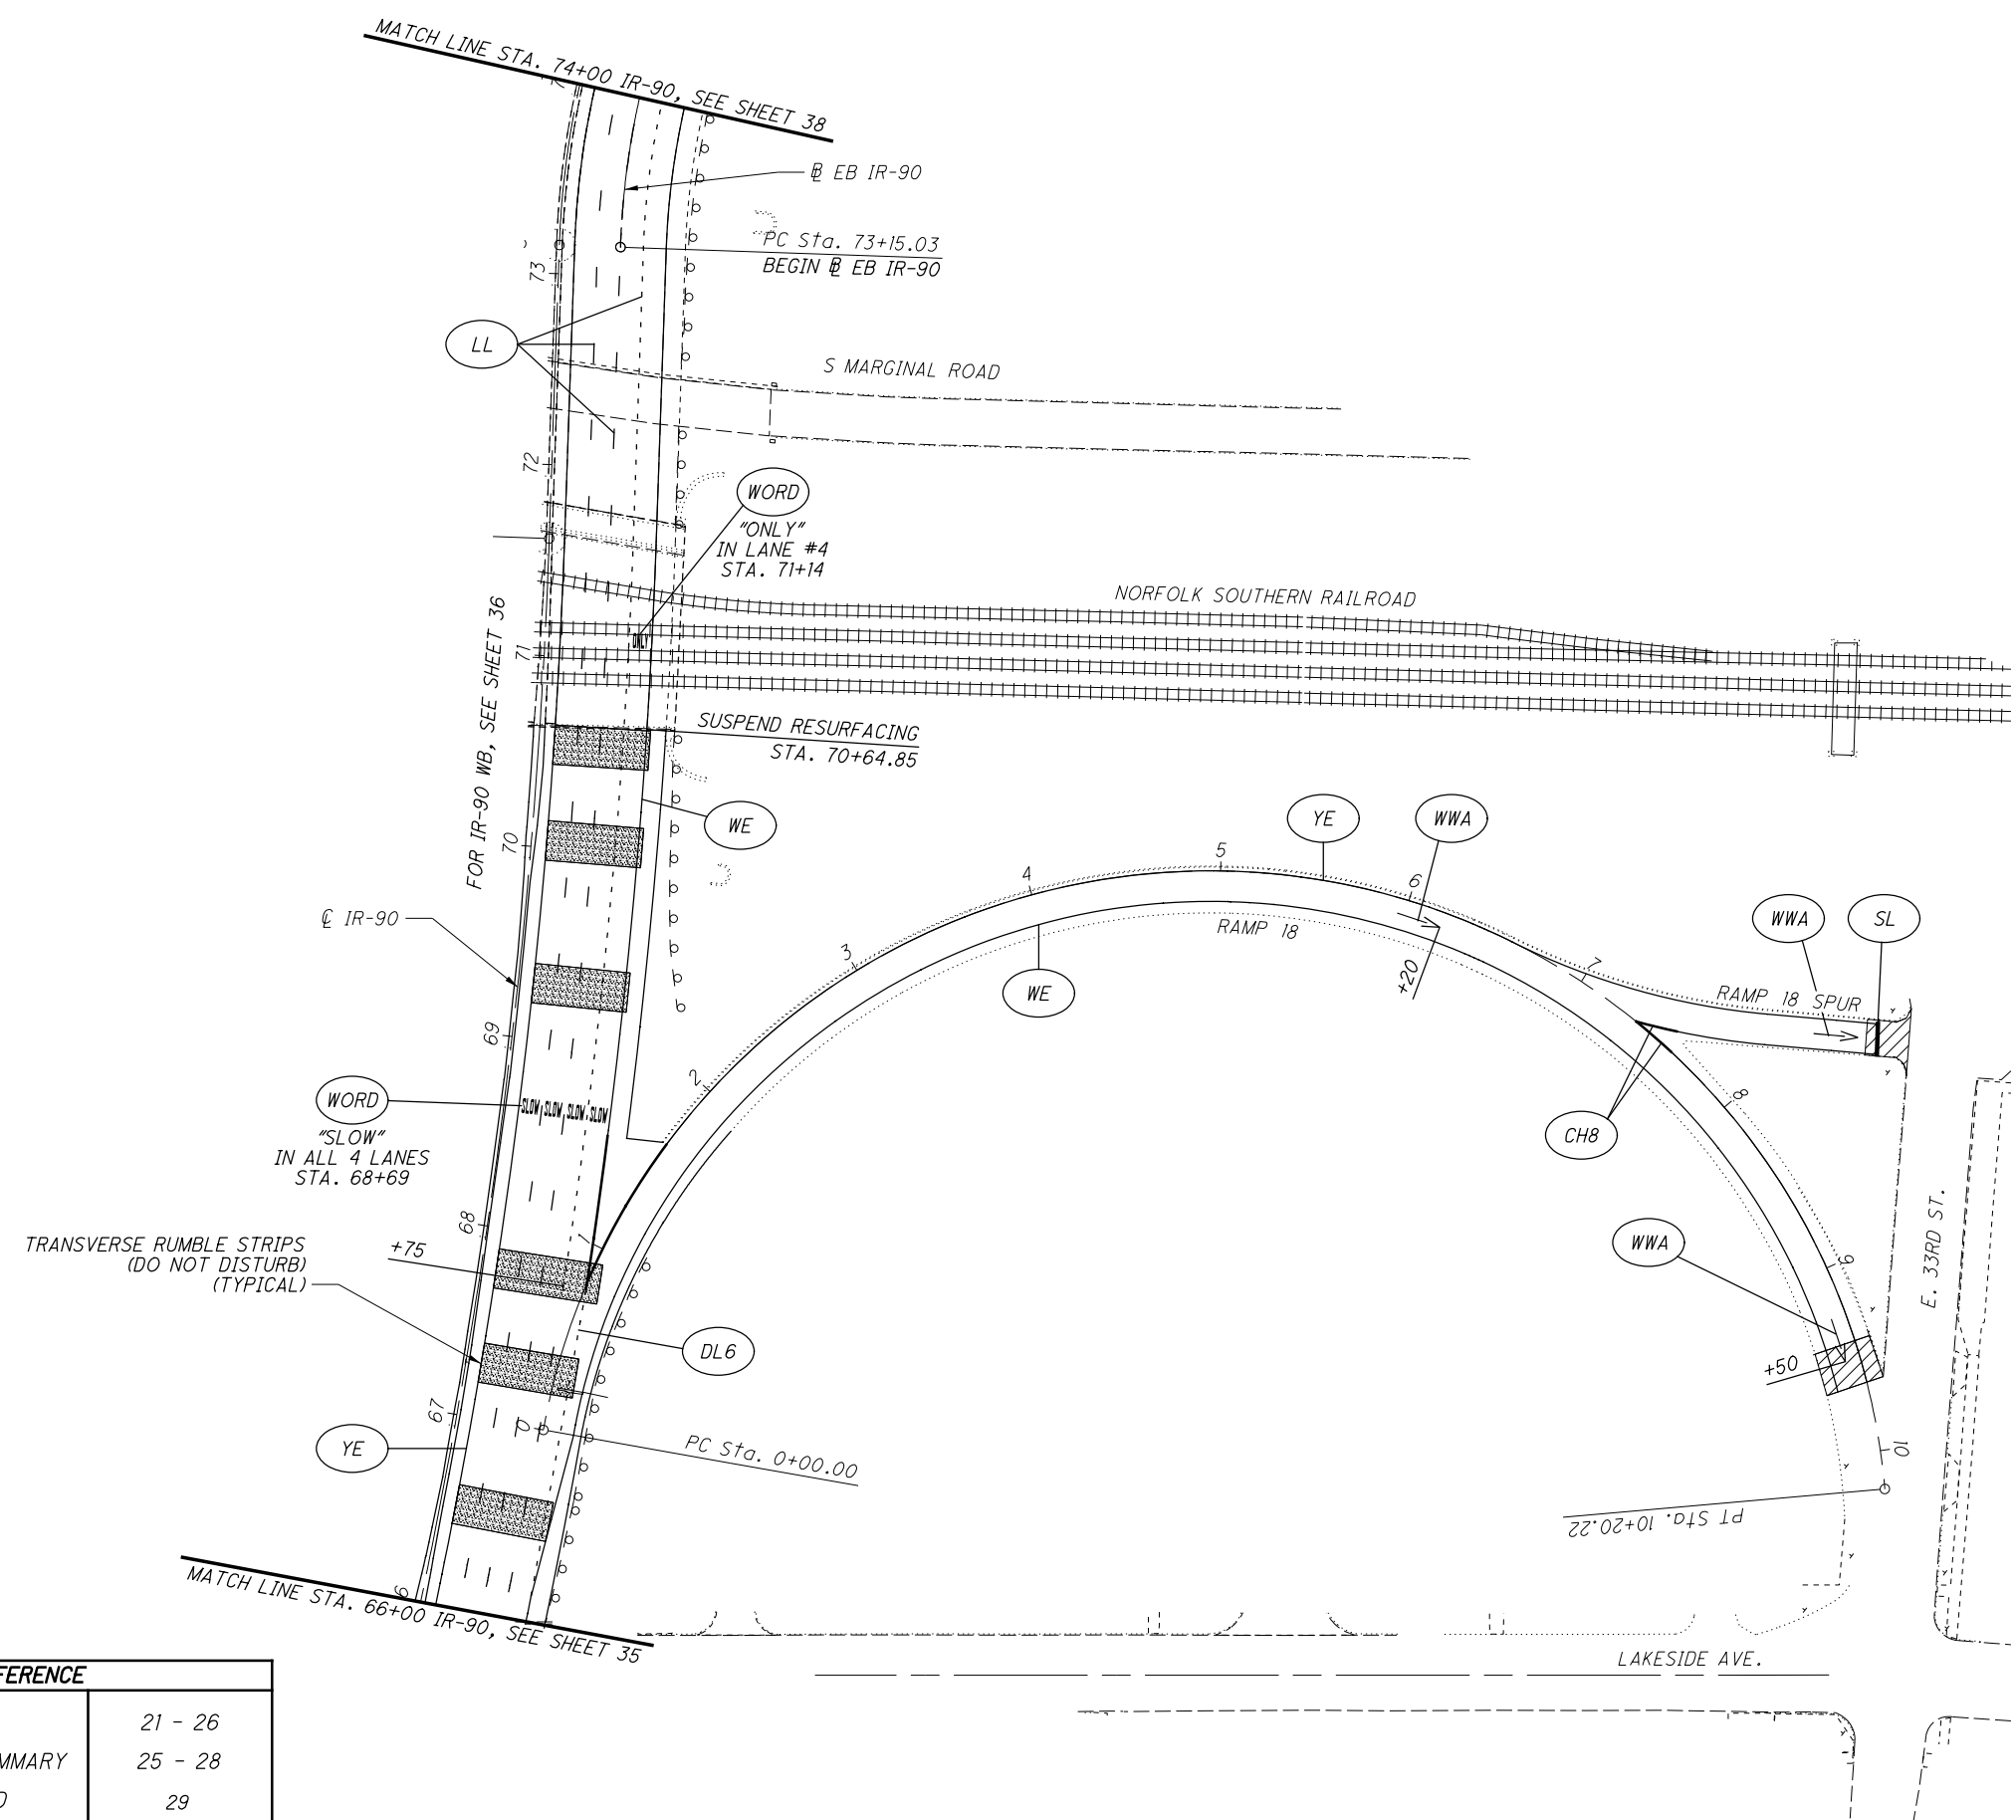 MATCH LINE STA. 74+00 IR-90, SEE SHEET 38
℄ EB IR-90
PC Sta. 73+15.03
BEGIN ℄ EB IR-90
73
LL
S MARGINAL ROAD
72
WORD
"ONLY"
IN LANE #4
STA. 71+14
NORFOLK SOUTHERN RAILROAD
FOR IR-90 WB, SEE SHEET 36
ONLY
71
SUSPEND RESURFACING
STA. 70+64.85
WE
70
YE
WWA
5
6
4
3
℄ IR-90
RAMP 18
WE
+20
7
WWA
SL
RAMP 18 SPUR
69
2
8
CH8
WORD
"SLOW"
IN ALL 4 LANES
STA. 68+69
SLOW SLOW SLOW SLOW
68
1
TRANSVERSE RUMBLE STRIPS
(DO NOT DISTURB)
(TYPICAL)
+75
WWA
9
E. 33RD ST.
DL6
+50
67
YE
0
PC Sta. 0+00.00
10
PT Sta. 10+20.22
MATCH LINE STA. 66+00 IR-90, SEE SHEET 35
LAKESIDE AVE.
FERENCE
21 - 26
MMARY 25 - 28
29